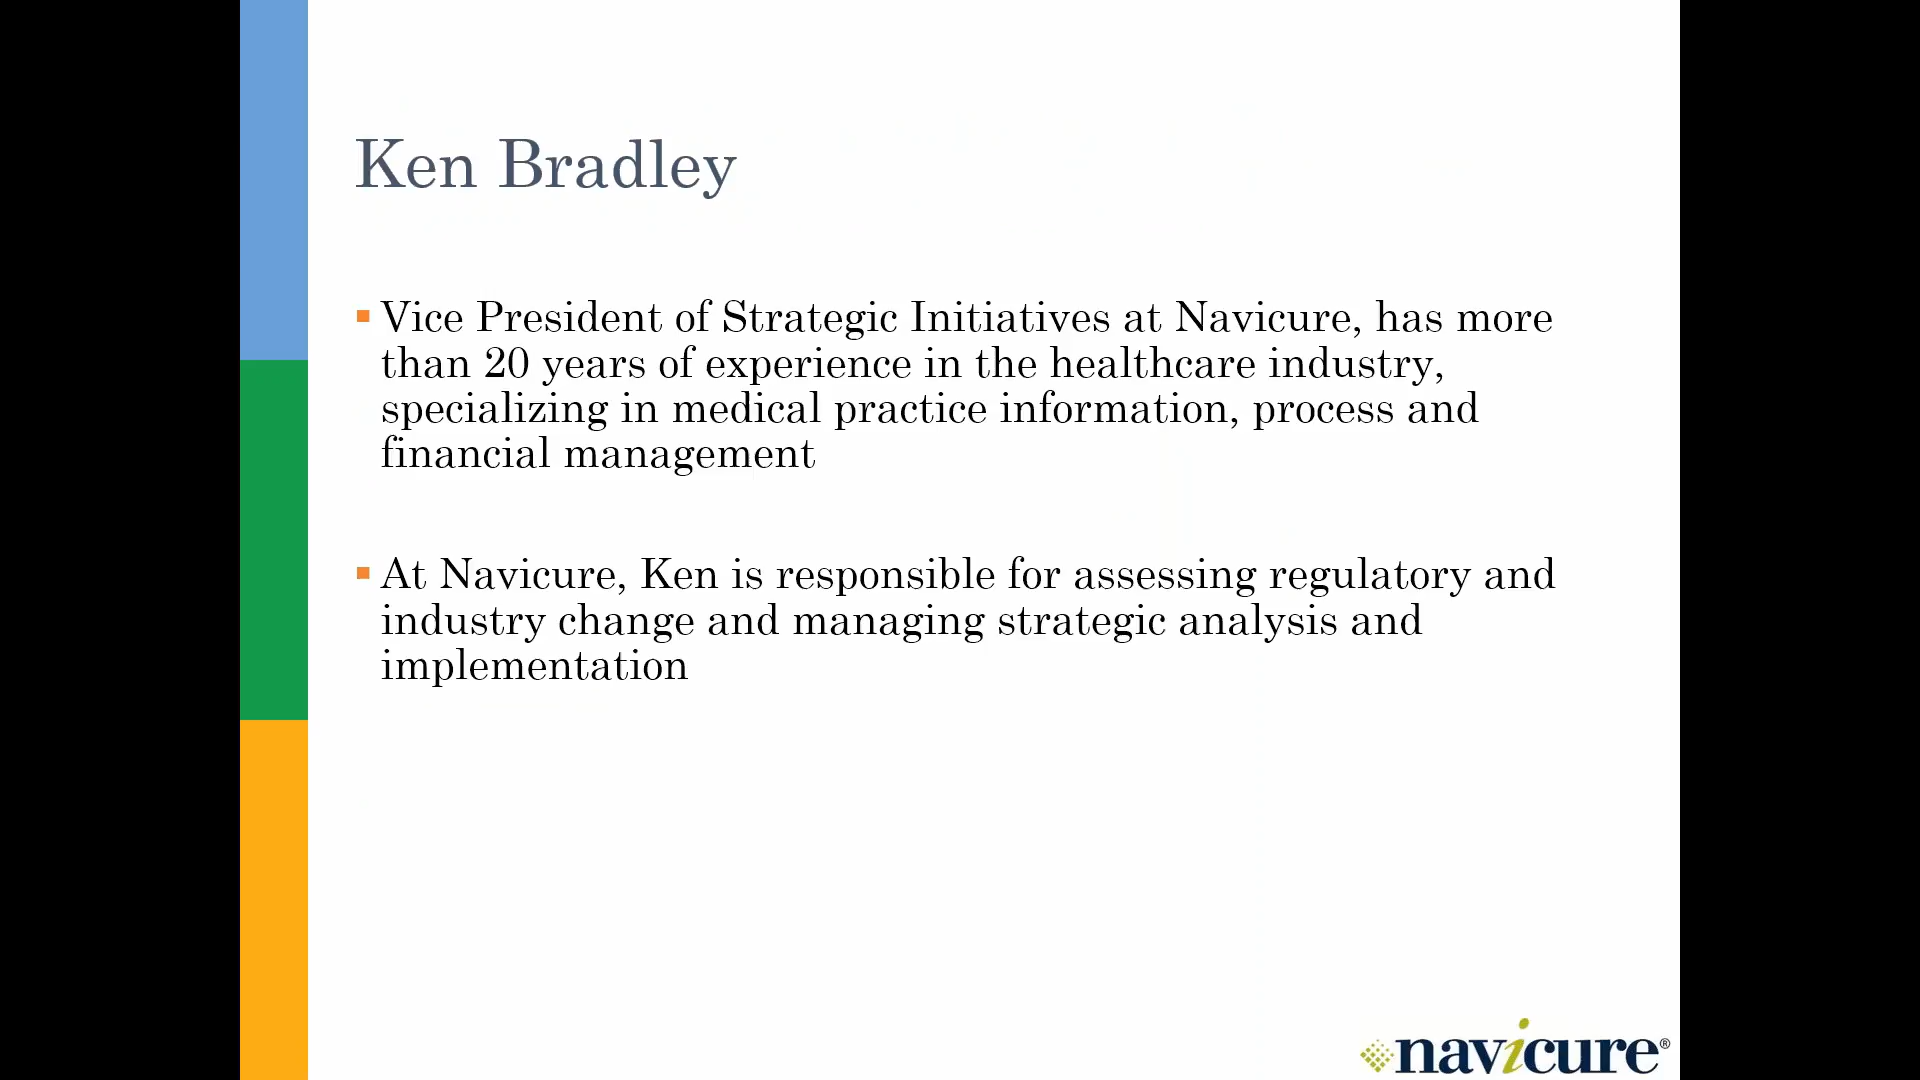 Ken Bradley
▪ Vice President of Strategic Initiatives at Navicure, has more
than 20 years of experience in the healthcare industry,
specializing in medical practice information, process and
financial management
▪ At Navicure, Ken is responsible for assessing regulatory and
industry change and managing strategic analysis and
implementation
navicure®